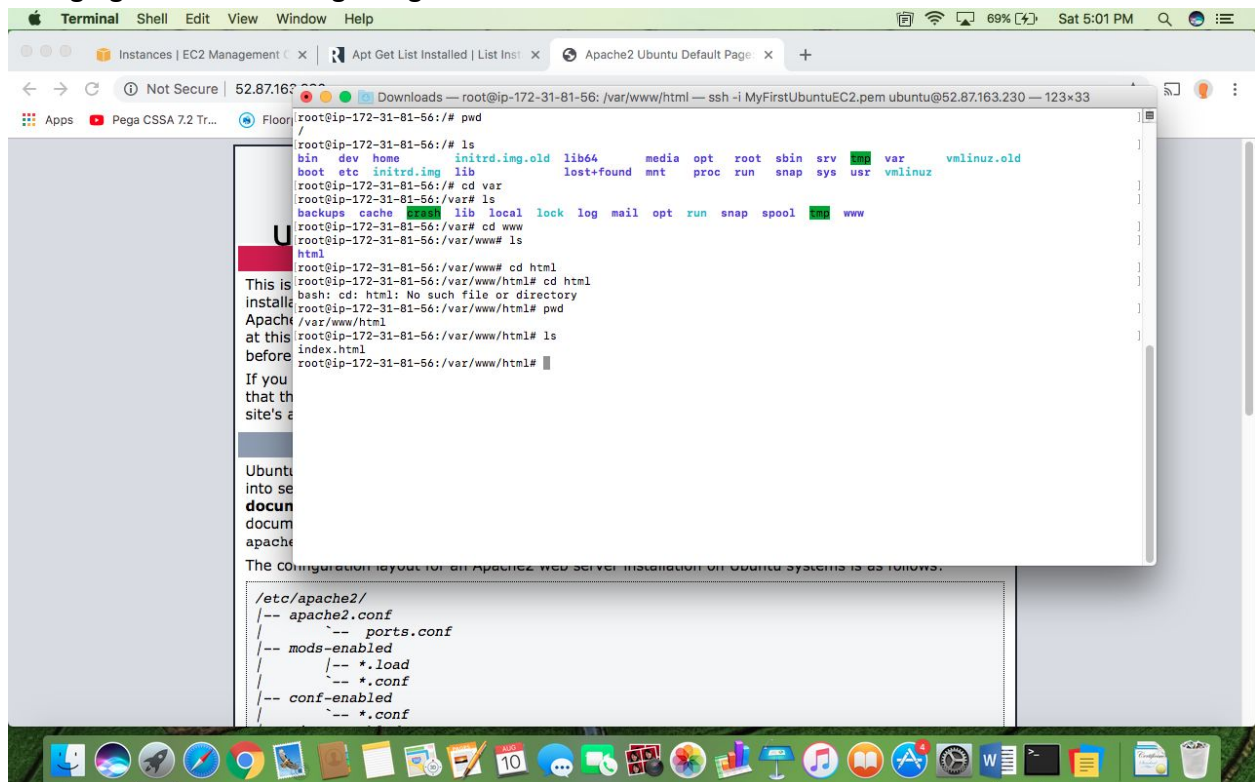 Terminal Shell Edit View Window Help 69% Sat 5:01 PM
Instances | EC2 Management C Apt Get List Installed | List Inst Apache2 Ubuntu Default Page:
Not Secure | 52.87.163
Apps Pega CSSA 7.2 Tr... Floor
Downloads — root@ip-172-31-81-56: /var/www/html — ssh -i MyFirstUbuntuEC2.pem ubuntu@52.87.163.230 — 123×33
[root@ip-172-31-81-56:/# pwd ]
/
[root@ip-172-31-81-56:/# ls ]
bin dev home initrd.img.old lib64 media opt root sbin srv tmp var vmlinuz.old
boot etc initrd.img lib lost+found mnt proc run snap sys usr vmlinuz
[root@ip-172-31-81-56:/# cd var ]
[root@ip-172-31-81-56:/var# ls ]
backups cache crash lib local lock log mail opt run snap spool tmp www
[root@ip-172-31-81-56:/var# cd www ]
[root@ip-172-31-81-56:/var/www# ls ]
html
[root@ip-172-31-81-56:/var/www# cd html ]
[root@ip-172-31-81-56:/var/www/html# cd html ]
bash: cd: html: No such file or directory
[root@ip-172-31-81-56:/var/www/html# pwd ]
/var/www/html
[root@ip-172-31-81-56:/var/www/html# ls ]
index.html
root@ip-172-31-81-56:/var/www/html#
U
This is
installa
Apache
at this
before
If you
that th
site's a
Ubuntu
into se
docum
docum
apache
The configuration layout for an Apache2 web server installation on Ubuntu systems is as follows:
/etc/apache2/
|-- apache2.conf
| `-- ports.conf
|-- mods-enabled
| |-- *.load
| `-- *.conf
|-- conf-enabled
| `-- *.conf
AUG
10
4